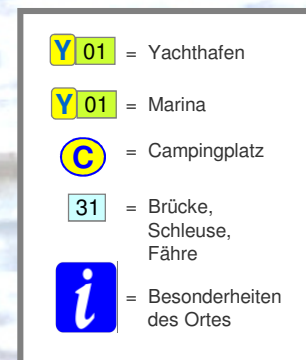 Y 01 = Yachthafen
Y 01 = Marina
C = Campingplatz
31 = Brücke,
Schleuse,
Fähre
i = Besonderheiten
des Ortes